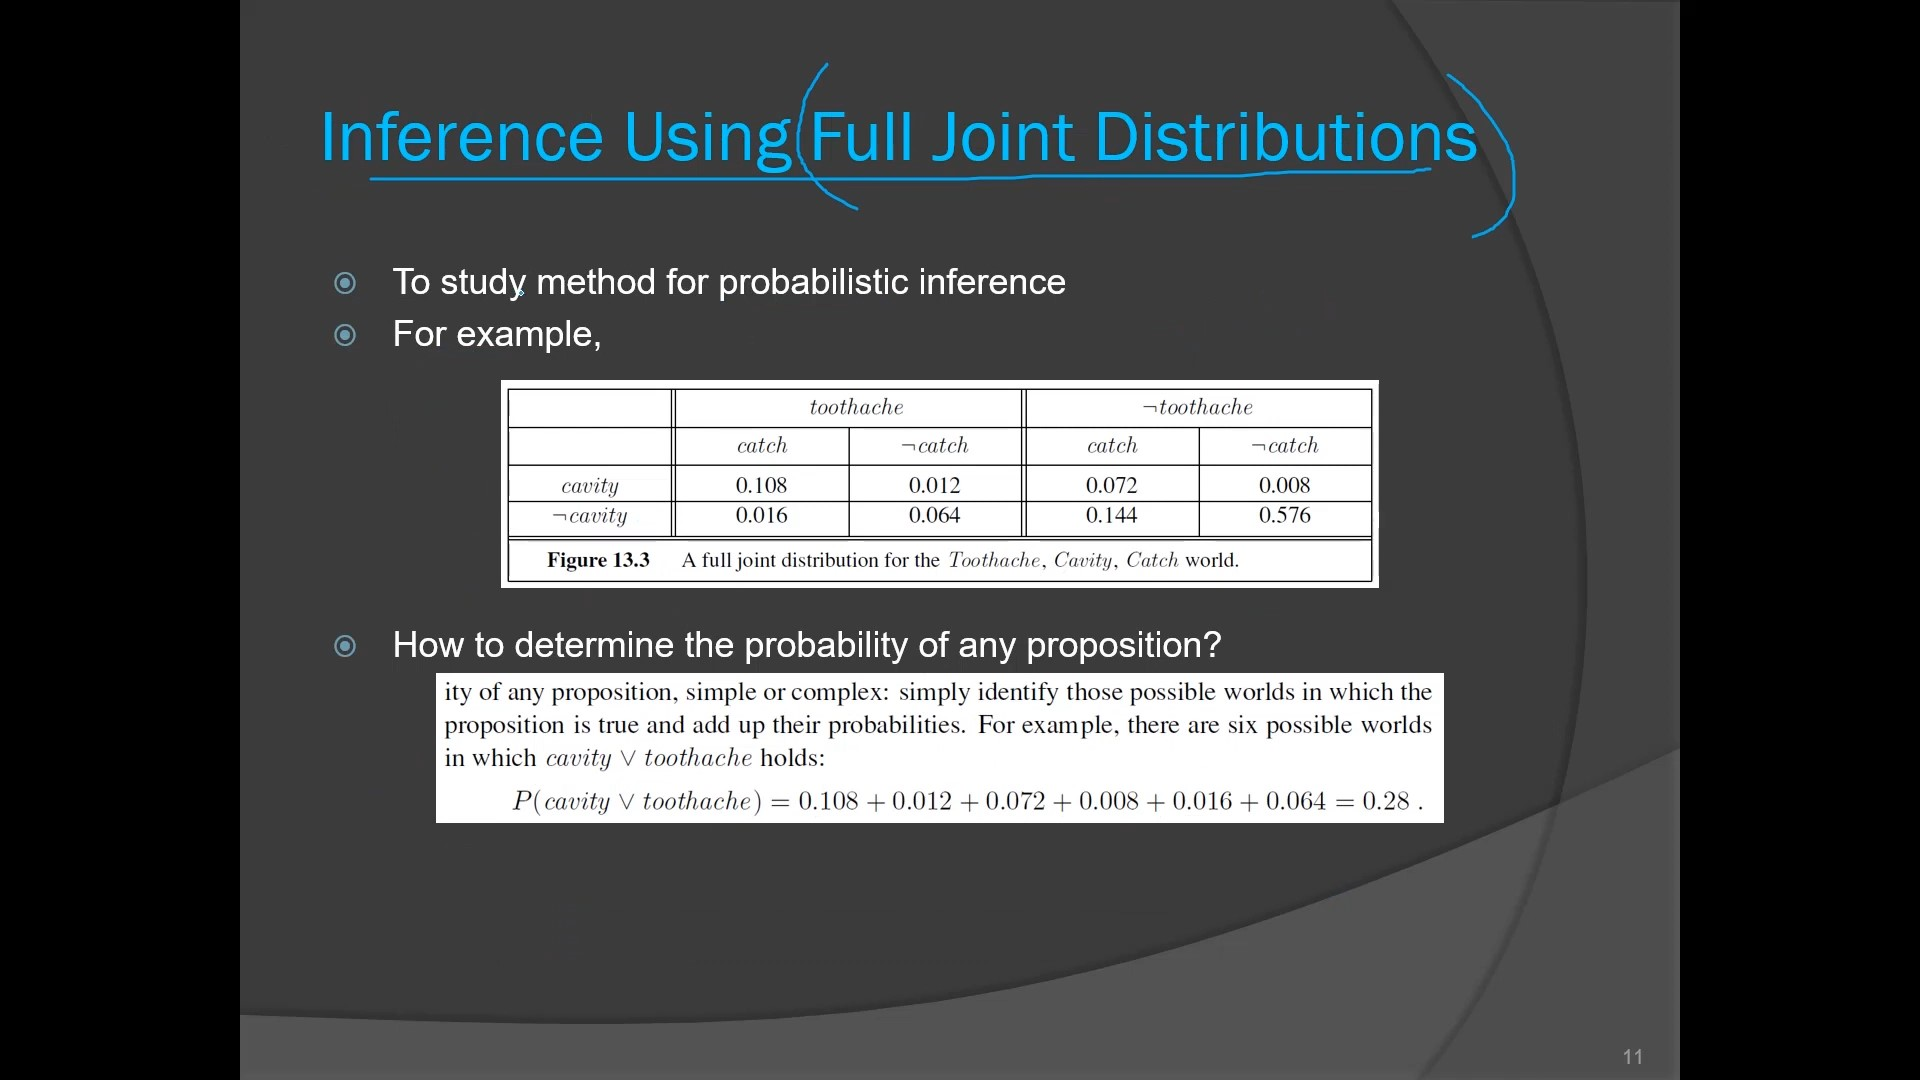 Inference Using Full Joint Distributions
To study method for probabilistic inference
For example,
toothache ¬toothache
catch ¬catch catch ¬catch
cavity 0.108 0.012 0.072 0.008
¬cavity 0.016 0.064 0.144 0.576
Figure 13.3 A full joint distribution for the Toothache, Cavity, Catch world.
How to determine the probability of any proposition?
ity of any proposition, simple or complex: simply identify those possible worlds in which the
proposition is true and add up their probabilities. For example, there are six possible worlds
in which cavity ∨ toothache holds:
P(cavity ∨ toothache) = 0.108 + 0.012 + 0.072 + 0.008 + 0.016 + 0.064 = 0.28 .
11